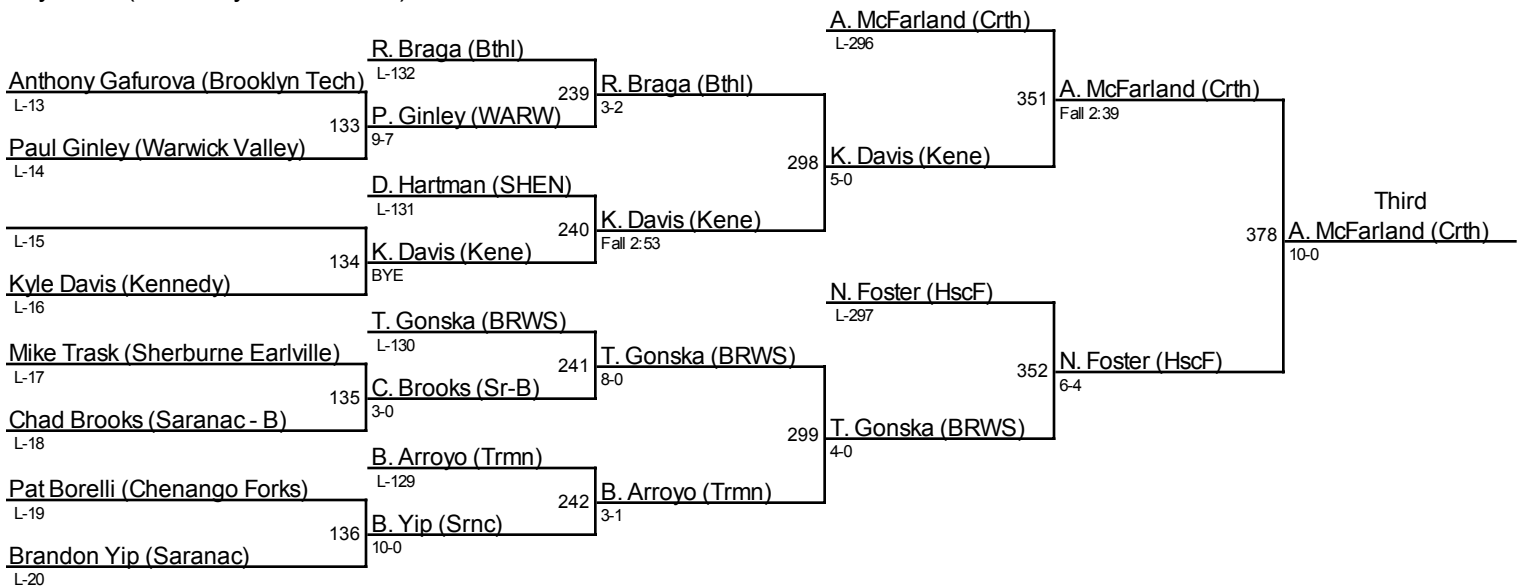 A. McFarland (Crth)
L-296
R. Braga (Bthl)
L-132
Anthony Gafurova (Brooklyn Tech)
L-13
239
R. Braga (Bthl)
3-2
351
A. McFarland (Crth)
Fall 2:39
133
P. Ginley (WARW)
9-7
Paul Ginley (Warwick Valley)
L-14
298
K. Davis (Kene)
5-0
D. Hartman (SHEN)
L-131
L-15
240
K. Davis (Kene)
Fall 2:53
134
K. Davis (Kene)
BYE
Kyle Davis (Kennedy)
L-16
Third
378
A. McFarland (Crth)
10-0
N. Foster (HscF)
L-297
T. Gonska (BRWS)
L-130
Mike Trask (Sherburne Earlville)
L-17
241
T. Gonska (BRWS)
8-0
352
N. Foster (HscF)
6-4
135
C. Brooks (Sr-B)
3-0
Chad Brooks (Saranac - B)
L-18
299
T. Gonska (BRWS)
4-0
B. Arroyo (Trmn)
L-129
Pat Borelli (Chenango Forks)
L-19
242
B. Arroyo (Trmn)
3-1
136
B. Yip (Srnc)
10-0
Brandon Yip (Saranac)
L-20